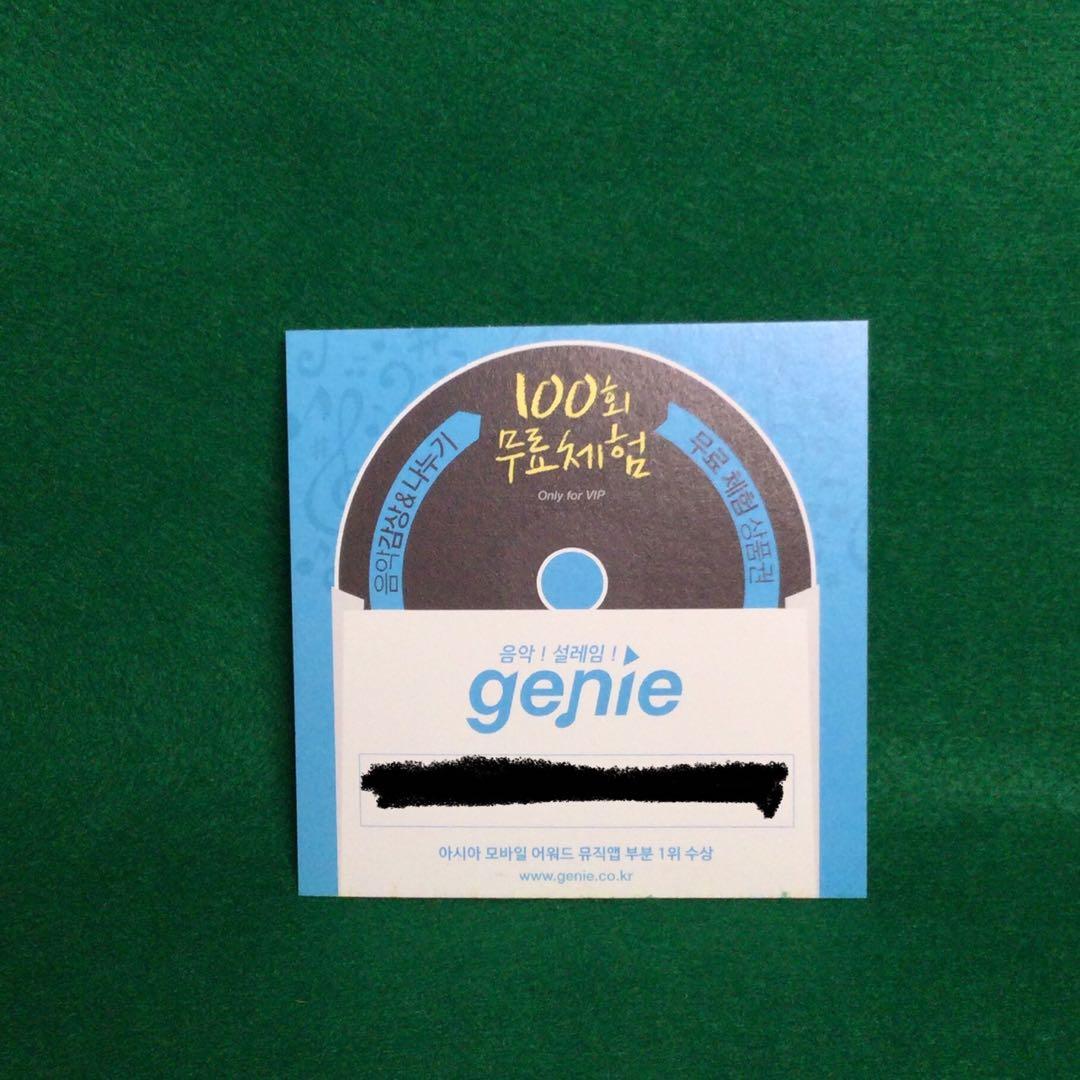 100회
무료체험
Only for VIP
음악감상&나누기
무료 체험 상품권
음악! 설레임!
genie
아시아 모바일 어워드 뮤직앱 부분 1위 수상
www.genie.co.kr